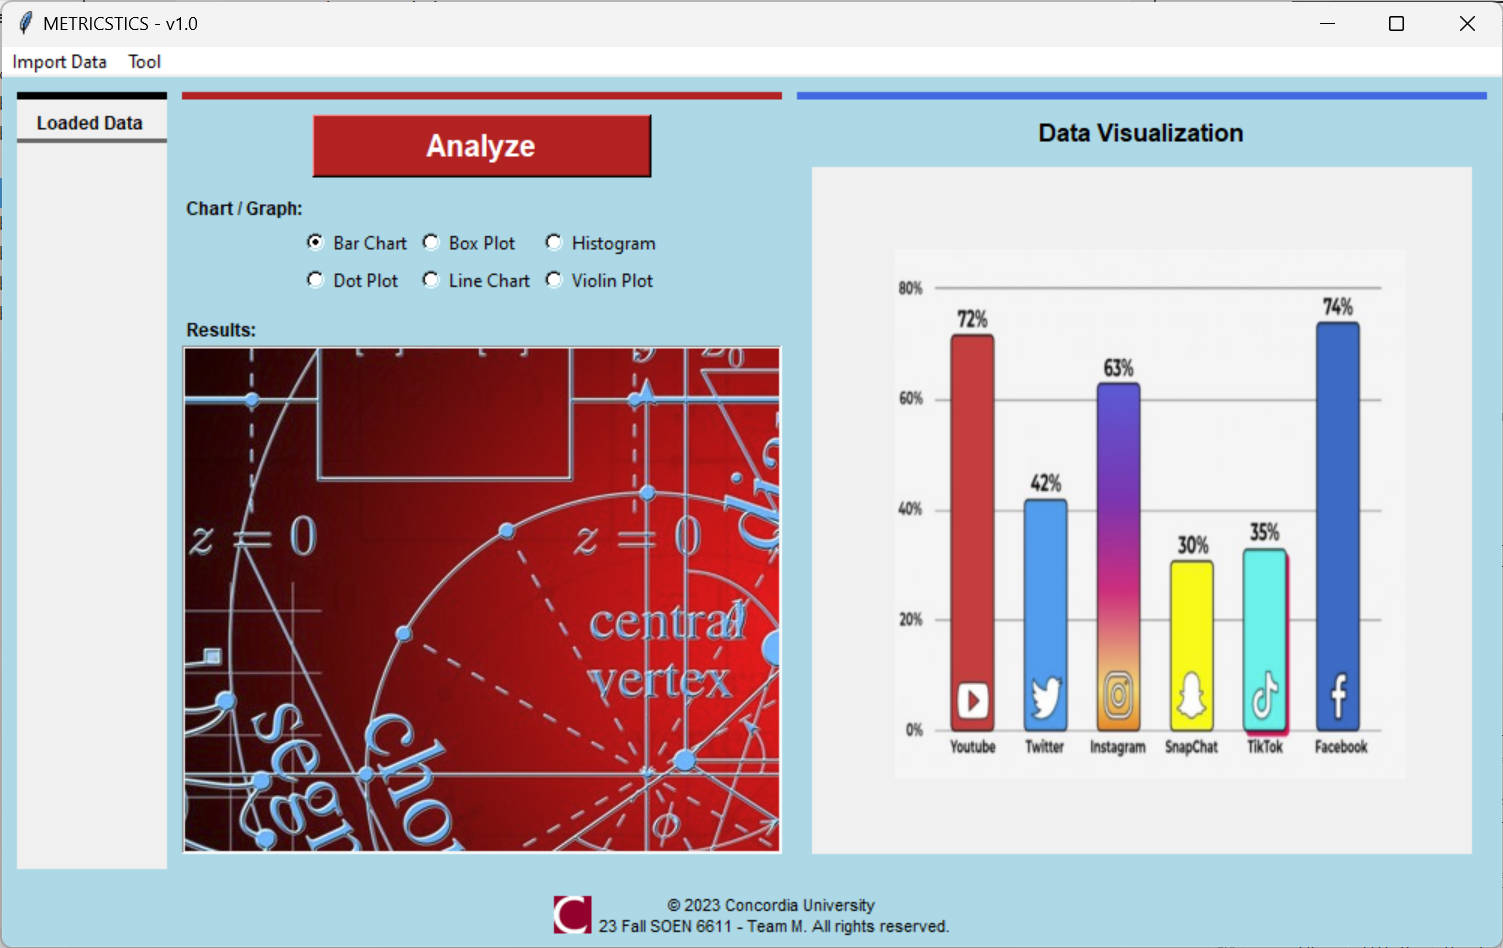 METRICSTICS - v1.0
Import Data Tool
Loaded Data
Analyze
Chart / Graph:
Bar Chart Box Plot Histogram
Dot Plot Line Chart Violin Plot
Results:
z = 0 z = 0
central
vertex
ϕ
Data Visualization
80%
60%
40%
20%
0%
72%
42%
63%
30%
35%
74%
Youtube Twitter Instagram SnapChat TikTok Facebook
© 2023 Concordia University
23 Fall SOEN 6611 - Team M. All rights reserved.